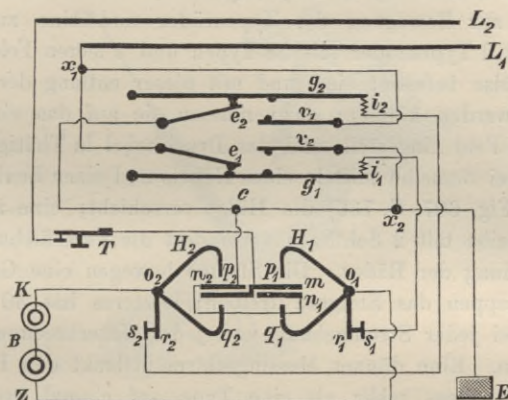 L₂
L₁
x₁
g₂
i₂
e₂
v₁
v₂
e₁
i₁
g₁
c
x₂
T
H₂
H₁
o₂
n₂
p₂
p₁
m
n₁
o₁
K
s₂
r₂
q₂
q₁
r₁
s₁
B
Z
E